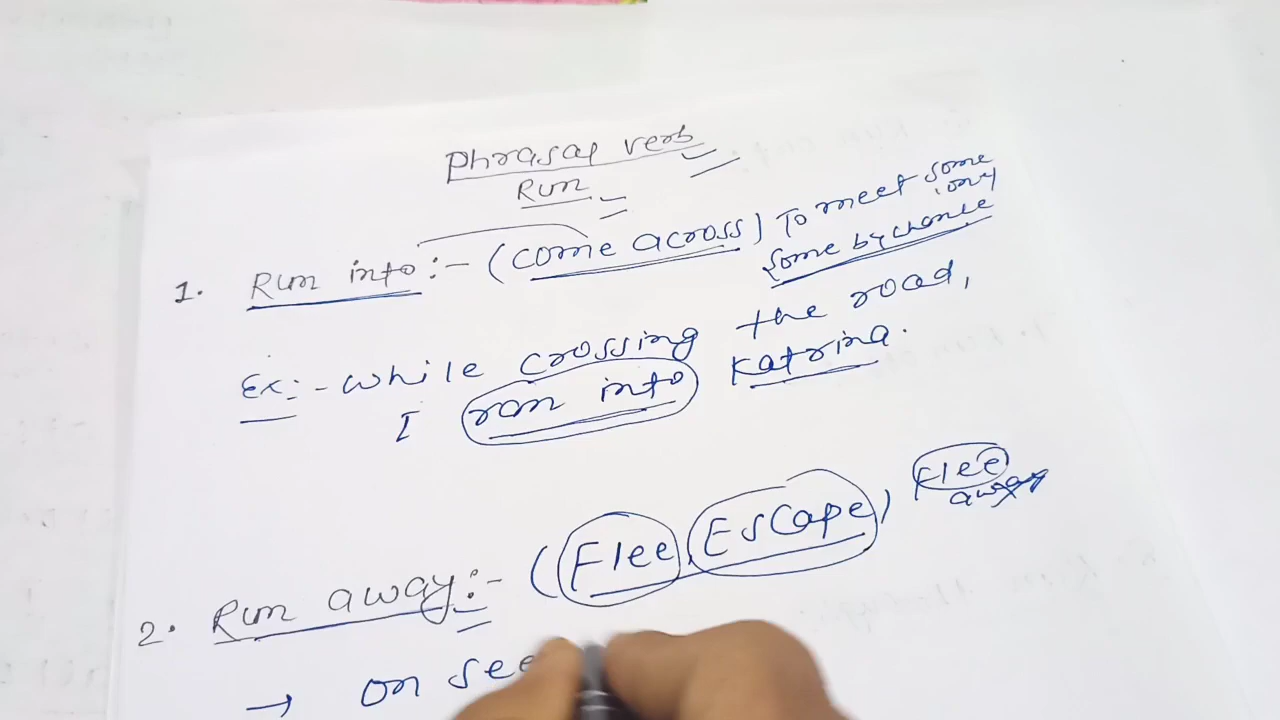 Phrasal verb
Run
1. Run into:- (come across) To meet some
one
some by chance
Ex:- while crossing the road,
I ran into Katrina.
2. Run away:- (Flee, Escape) Flee
away
→ on see